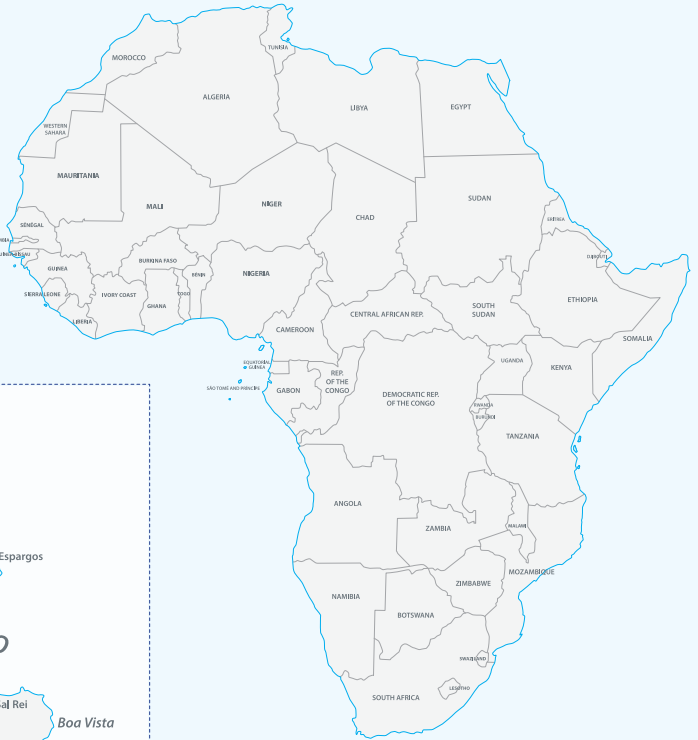 MOROCCO
TUNISIA
ALGERIA
LIBYA
EGYPT
WESTERN
SAHARA
MAURITANIA
MALI
NIGER
CHAD
SUDAN
ERITREA
SENEGAL
GUINEA
BURKINA FASO
BENIN
NIGERIA
DJIBOUTI
SIERRA LEONE
IVORY COAST
GHANA
TOGO
LIBERIA
CAMEROON
CENTRAL AFRICAN REP.
SOUTH
SUDAN
ETHIOPIA
SOMALIA
EQUATORIAL
GUINEA
SÃO TOME AND PRINCIPE
GABON
REP.
OF THE
CONGO
DEMOCRATIC REP.
OF THE CONGO
UGANDA
KENYA
RWANDA
BURUNDI
TANZANIA
ANGOLA
ZAMBIA
MALAWI
MOZAMBIQUE
ZIMBABWE
NAMIBIA
BOTSWANA
SWAZILAND
LESOTHO
SOUTH AFRICA
Espargos
al Rei
Boa Vista